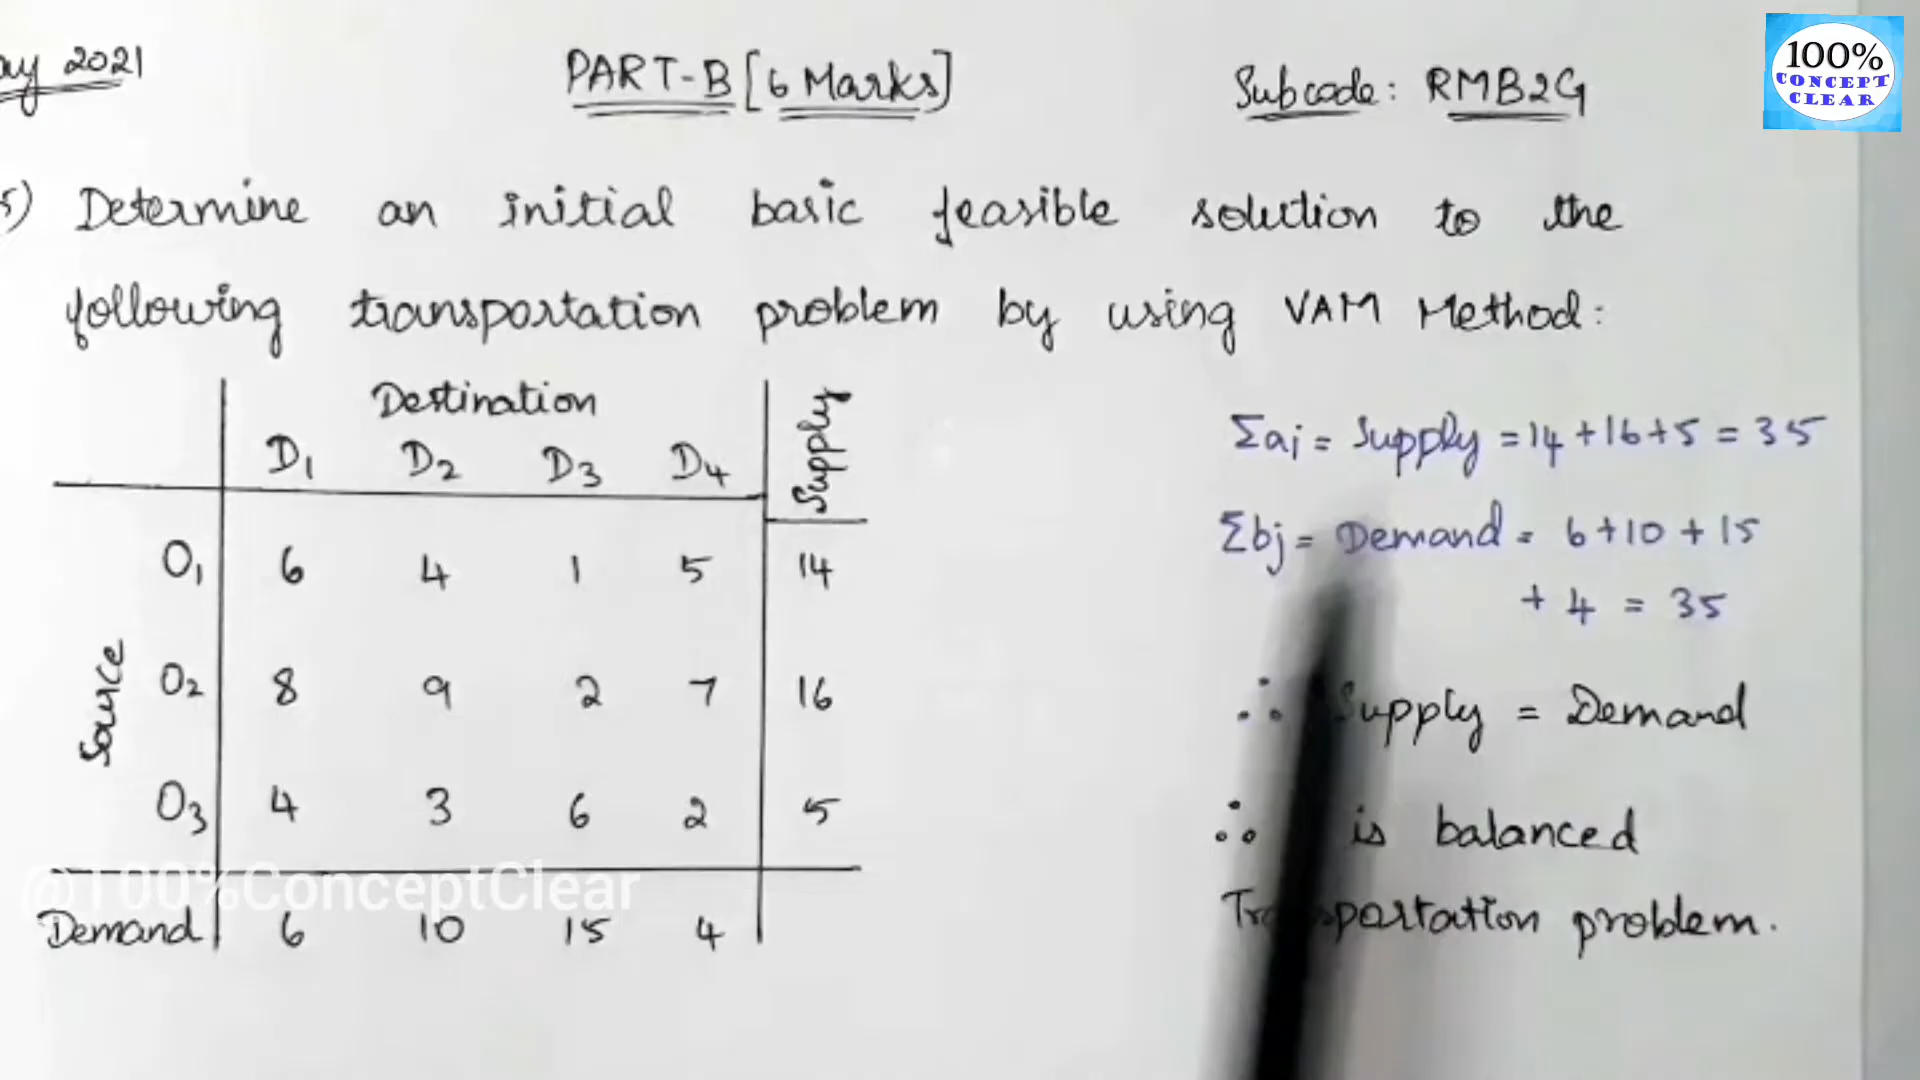 ay 2021
PART-B [6 Marks]
Subcode: RMB2G
100%
CONCEPT
CLEAR
5) Determine an initial basic feasible solution to the
following transportation problem by using VAM Method:
Destination
Supply
D1 D2 D3 D4
Source
O1 6 4 1 5 14
O2 8 9 2 7 16
O3 4 3 6 2 5
Demand 6 10 15 4
@100%ConceptClear
Σai = Supply = 14+16+5 = 35
Σbj = Demand = 6+10+15
+ 4 = 35
∴ Supply = Demand
∴ is balanced
Transportation problem.